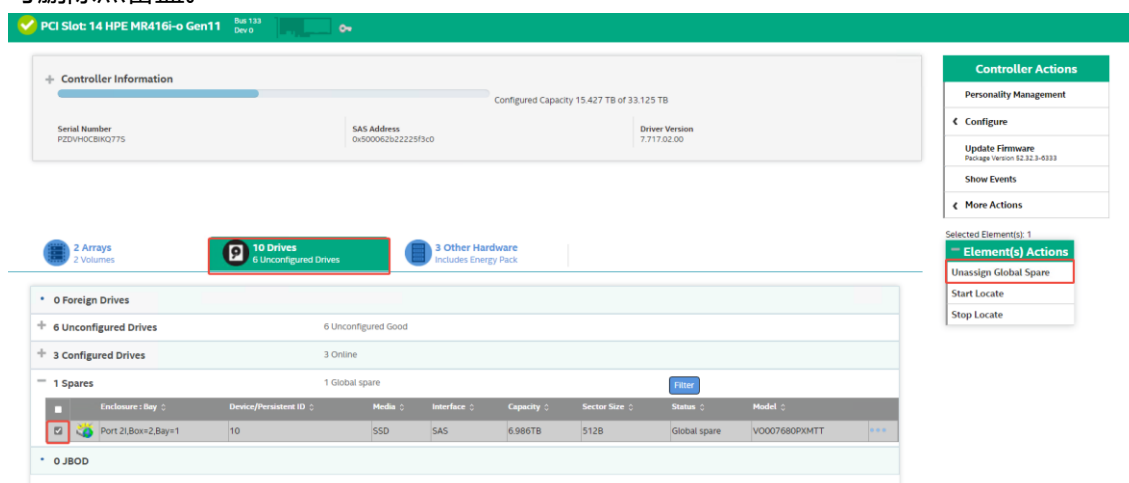 PCI Slot: 14 HPE MR416i-o Gen11
Bus 133
Dev 0
Controller Information
Configured Capacity 15.427 TB of 33.125 TB
Serial Number
PZDVH0CBIKQ77S
SAS Address
0x500062b22225f3c0
Driver Version
7.717.02.00
Controller Actions
Personality Management
Configure
Update Firmware
Package Version 52.32.3-6333
Show Events
More Actions
Selected Element(s): 1
Element(s) Actions
Unassign Global Spare
Start Locate
Stop Locate
2 Arrays
2 Volumes
10 Drives
6 Unconfigured Drives
3 Other Hardware
Includes Energy Pack
0 Foreign Drives
6 Unconfigured Drives 6 Unconfigured Good
3 Configured Drives 3 Online
1 Spares 1 Global spare Filter
Enclosure : Bay Device/Persistent ID Media Interface Capacity Sector Size Status Model
Port 2I,Box=2,Bay=1 10 SSD SAS 6.986TB 512B Global spare VO007680PXMTT
0 JBOD